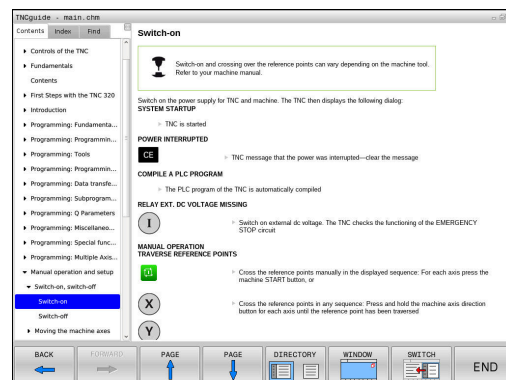 TNCguide - main.chm
Contents Index Find
Controls of the TNC
Fundamentals
Contents
First Steps with the TNC 320
Introduction
Programming: Fundamenta...
Programming: Programmin...
Programming: Tools
Programming: Programmin...
Programming: Data transfe...
Programming: Subprogram...
Programming: Q Parameters
Programming: Miscellaneo...
Programming: Special func...
Programming: Multiple Axis...
Manual operation and setup
Switch-on, switch-off
Switch-on
Switch-off
Moving the machine axes
Switch-on
Switch-on and crossing over the reference points can vary depending on the machine tool.
Refer to your machine manual.
Switch on the power supply for TNC and machine. The TNC then displays the following dialog:
SYSTEM STARTUP
TNC is started
POWER INTERRUPTED
CE
TNC message that the power was interrupted—clear the message
COMPILE A PLC PROGRAM
The PLC program of the TNC is automatically compiled
RELAY EXT. DC VOLTAGE MISSING
I
Switch on external dc voltage. The TNC checks the functioning of the EMERGENCY
STOP circuit
MANUAL OPERATION
TRAVERSE REFERENCE POINTS
Cross the reference points manually in the displayed sequence: For each axis press the
machine START button, or
X
Cross the reference points in any sequence: Press and hold the machine axis direction
button for each axis until the reference point has been traversed
Y
BACK FORWARD PAGE PAGE DIRECTORY WINDOW SWITCH END